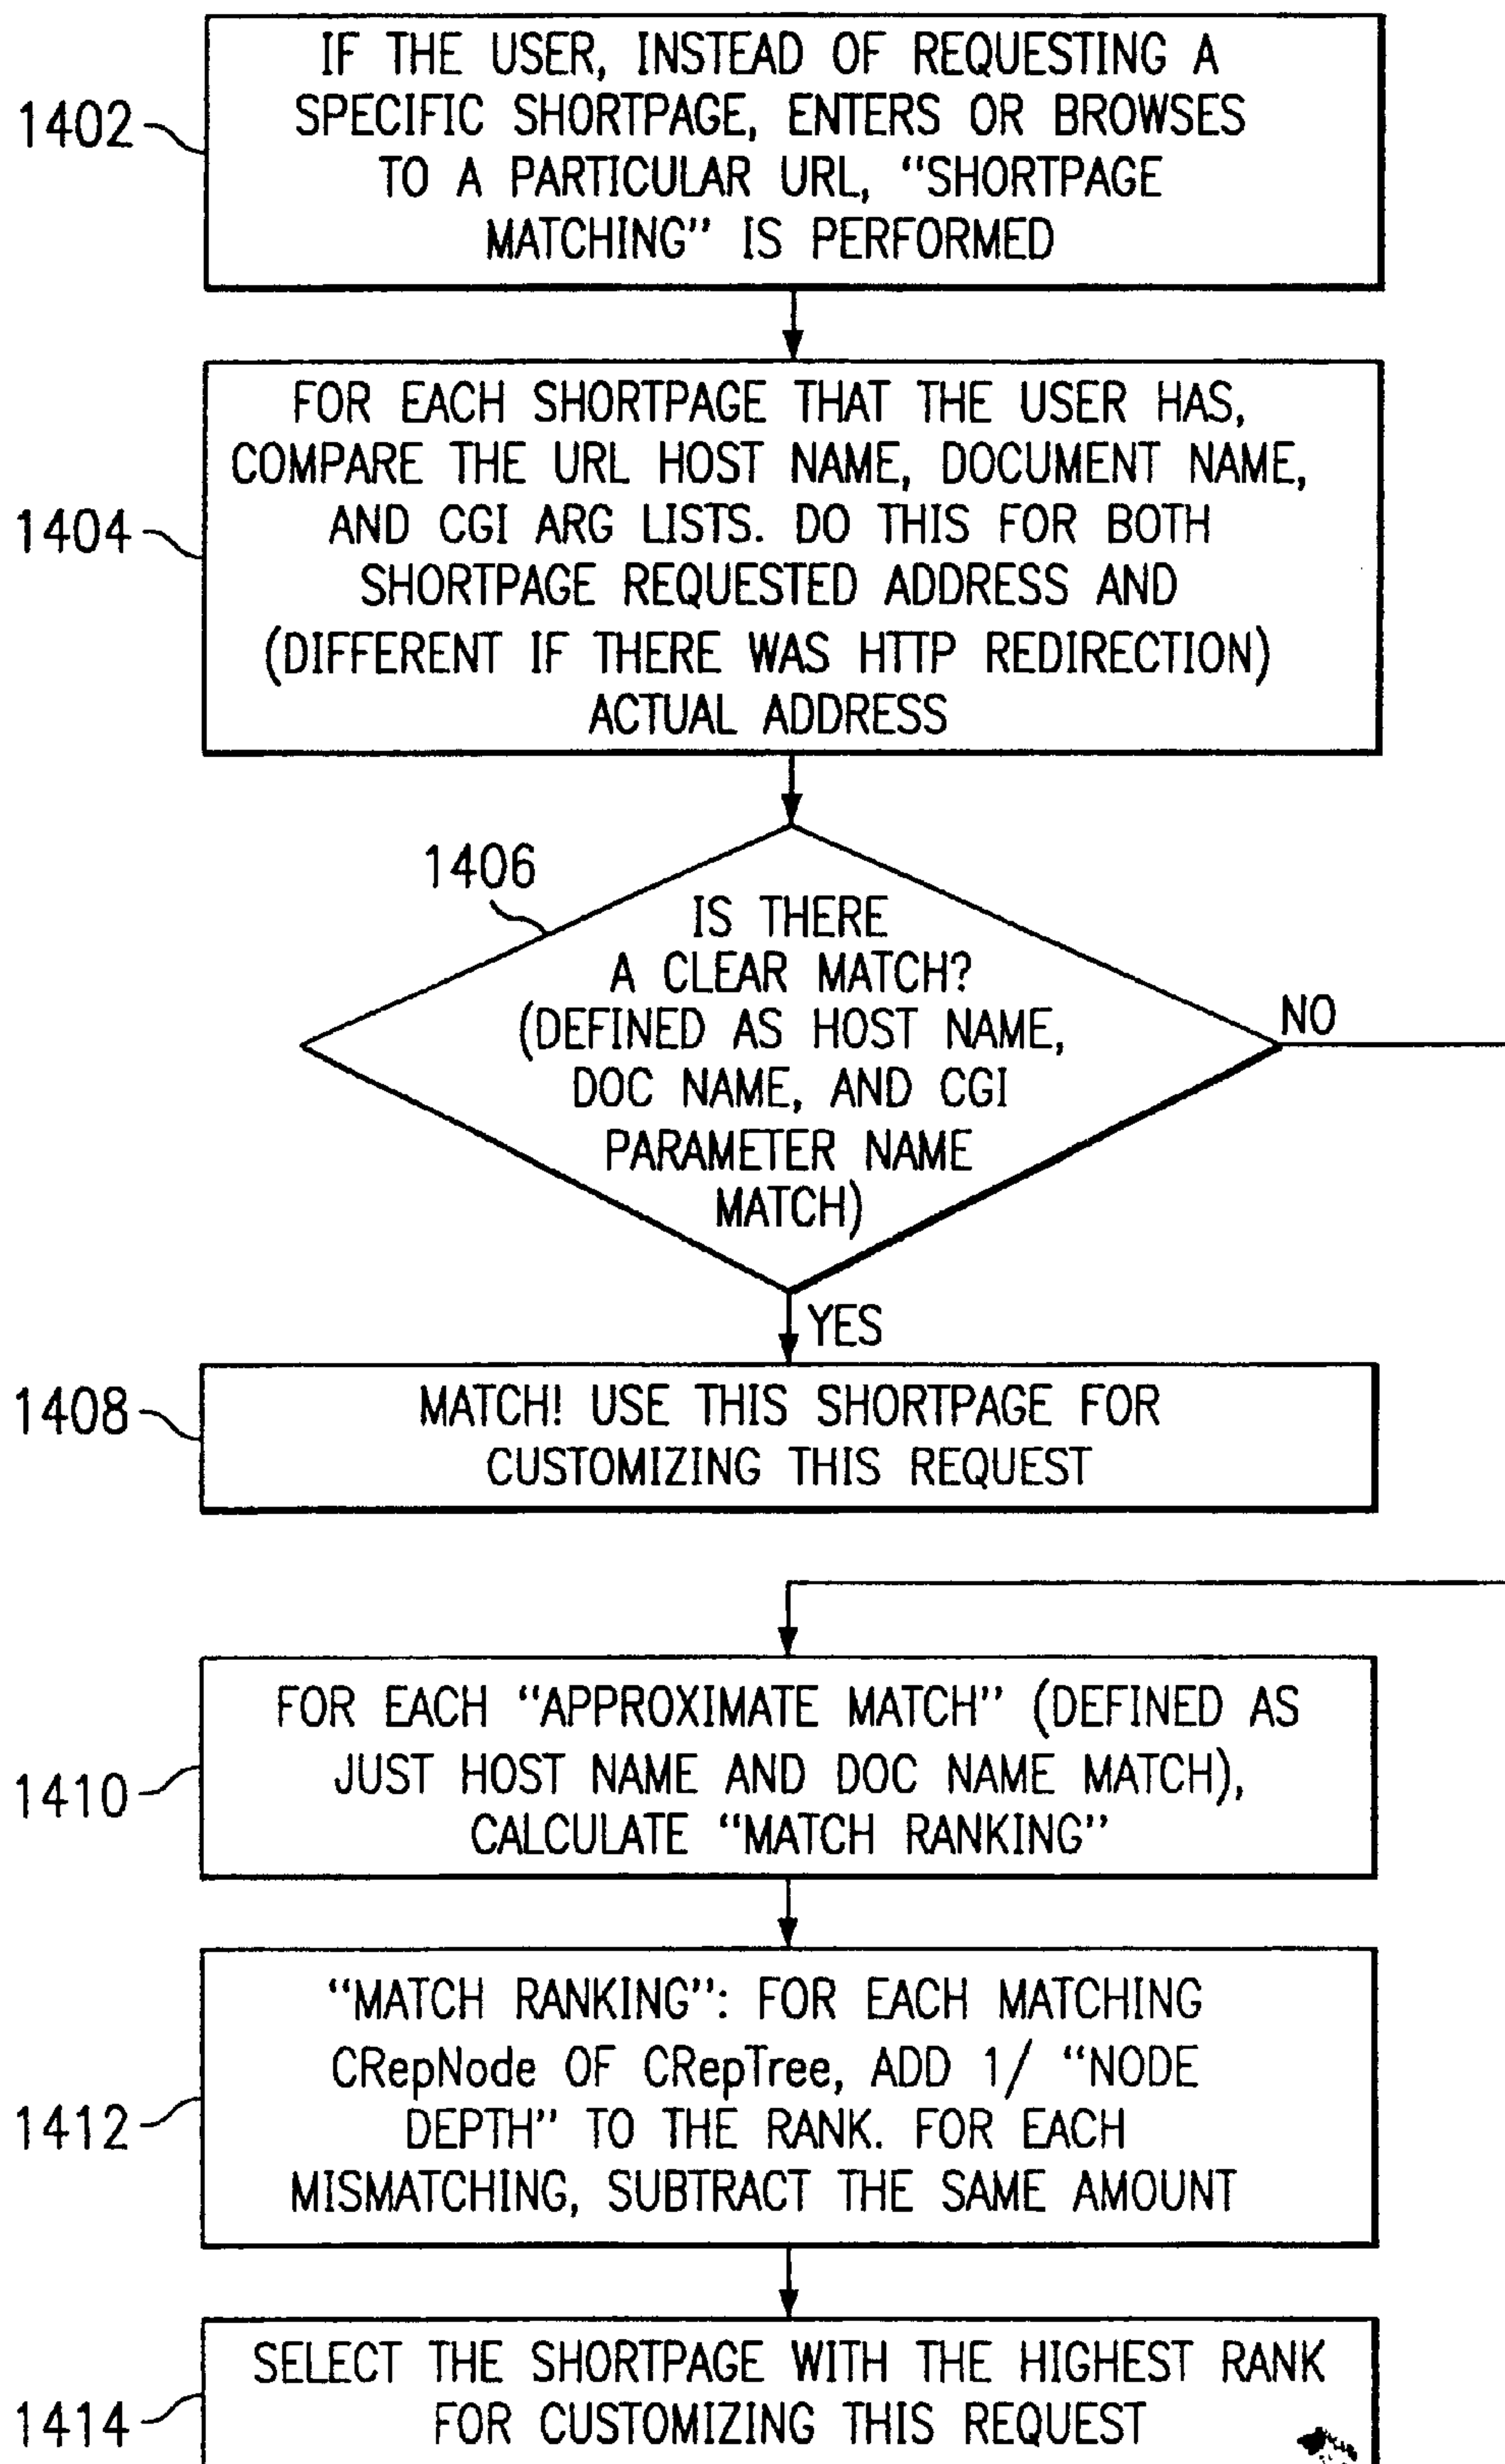 IF THE USER, INSTEAD OF REQUESTING A
SPECIFIC SHORTPAGE, ENTERS OR BROWSES
TO A PARTICULAR URL, “SHORTPAGE
MATCHING” IS PERFORMED
1402
FOR EACH SHORTPAGE THAT THE USER HAS,
COMPARE THE URL HOST NAME, DOCUMENT NAME,
AND CGI ARG LISTS. DO THIS FOR BOTH
SHORTPAGE REQUESTED ADDRESS AND
(DIFFERENT IF THERE WAS HTTP REDIRECTION)
ACTUAL ADDRESS
1404
1406
IS THERE
A CLEAR MATCH?
(DEFINED AS HOST NAME,
DOC NAME, AND CGI
PARAMETER NAME
MATCH)
NO
YES
1408
MATCH! USE THIS SHORTPAGE FOR
CUSTOMIZING THIS REQUEST
FOR EACH “APPROXIMATE MATCH” (DEFINED AS
JUST HOST NAME AND DOC NAME MATCH),
CALCULATE “MATCH RANKING”
1410
“MATCH RANKING”: FOR EACH MATCHING
CRepNode OF CRepTree, ADD 1/ “NODE
DEPTH” TO THE RANK. FOR EACH
MISMATCHING, SUBTRACT THE SAME AMOUNT
1412
SELECT THE SHORTPAGE WITH THE HIGHEST RANK
FOR CUSTOMIZING THIS REQUEST
1414